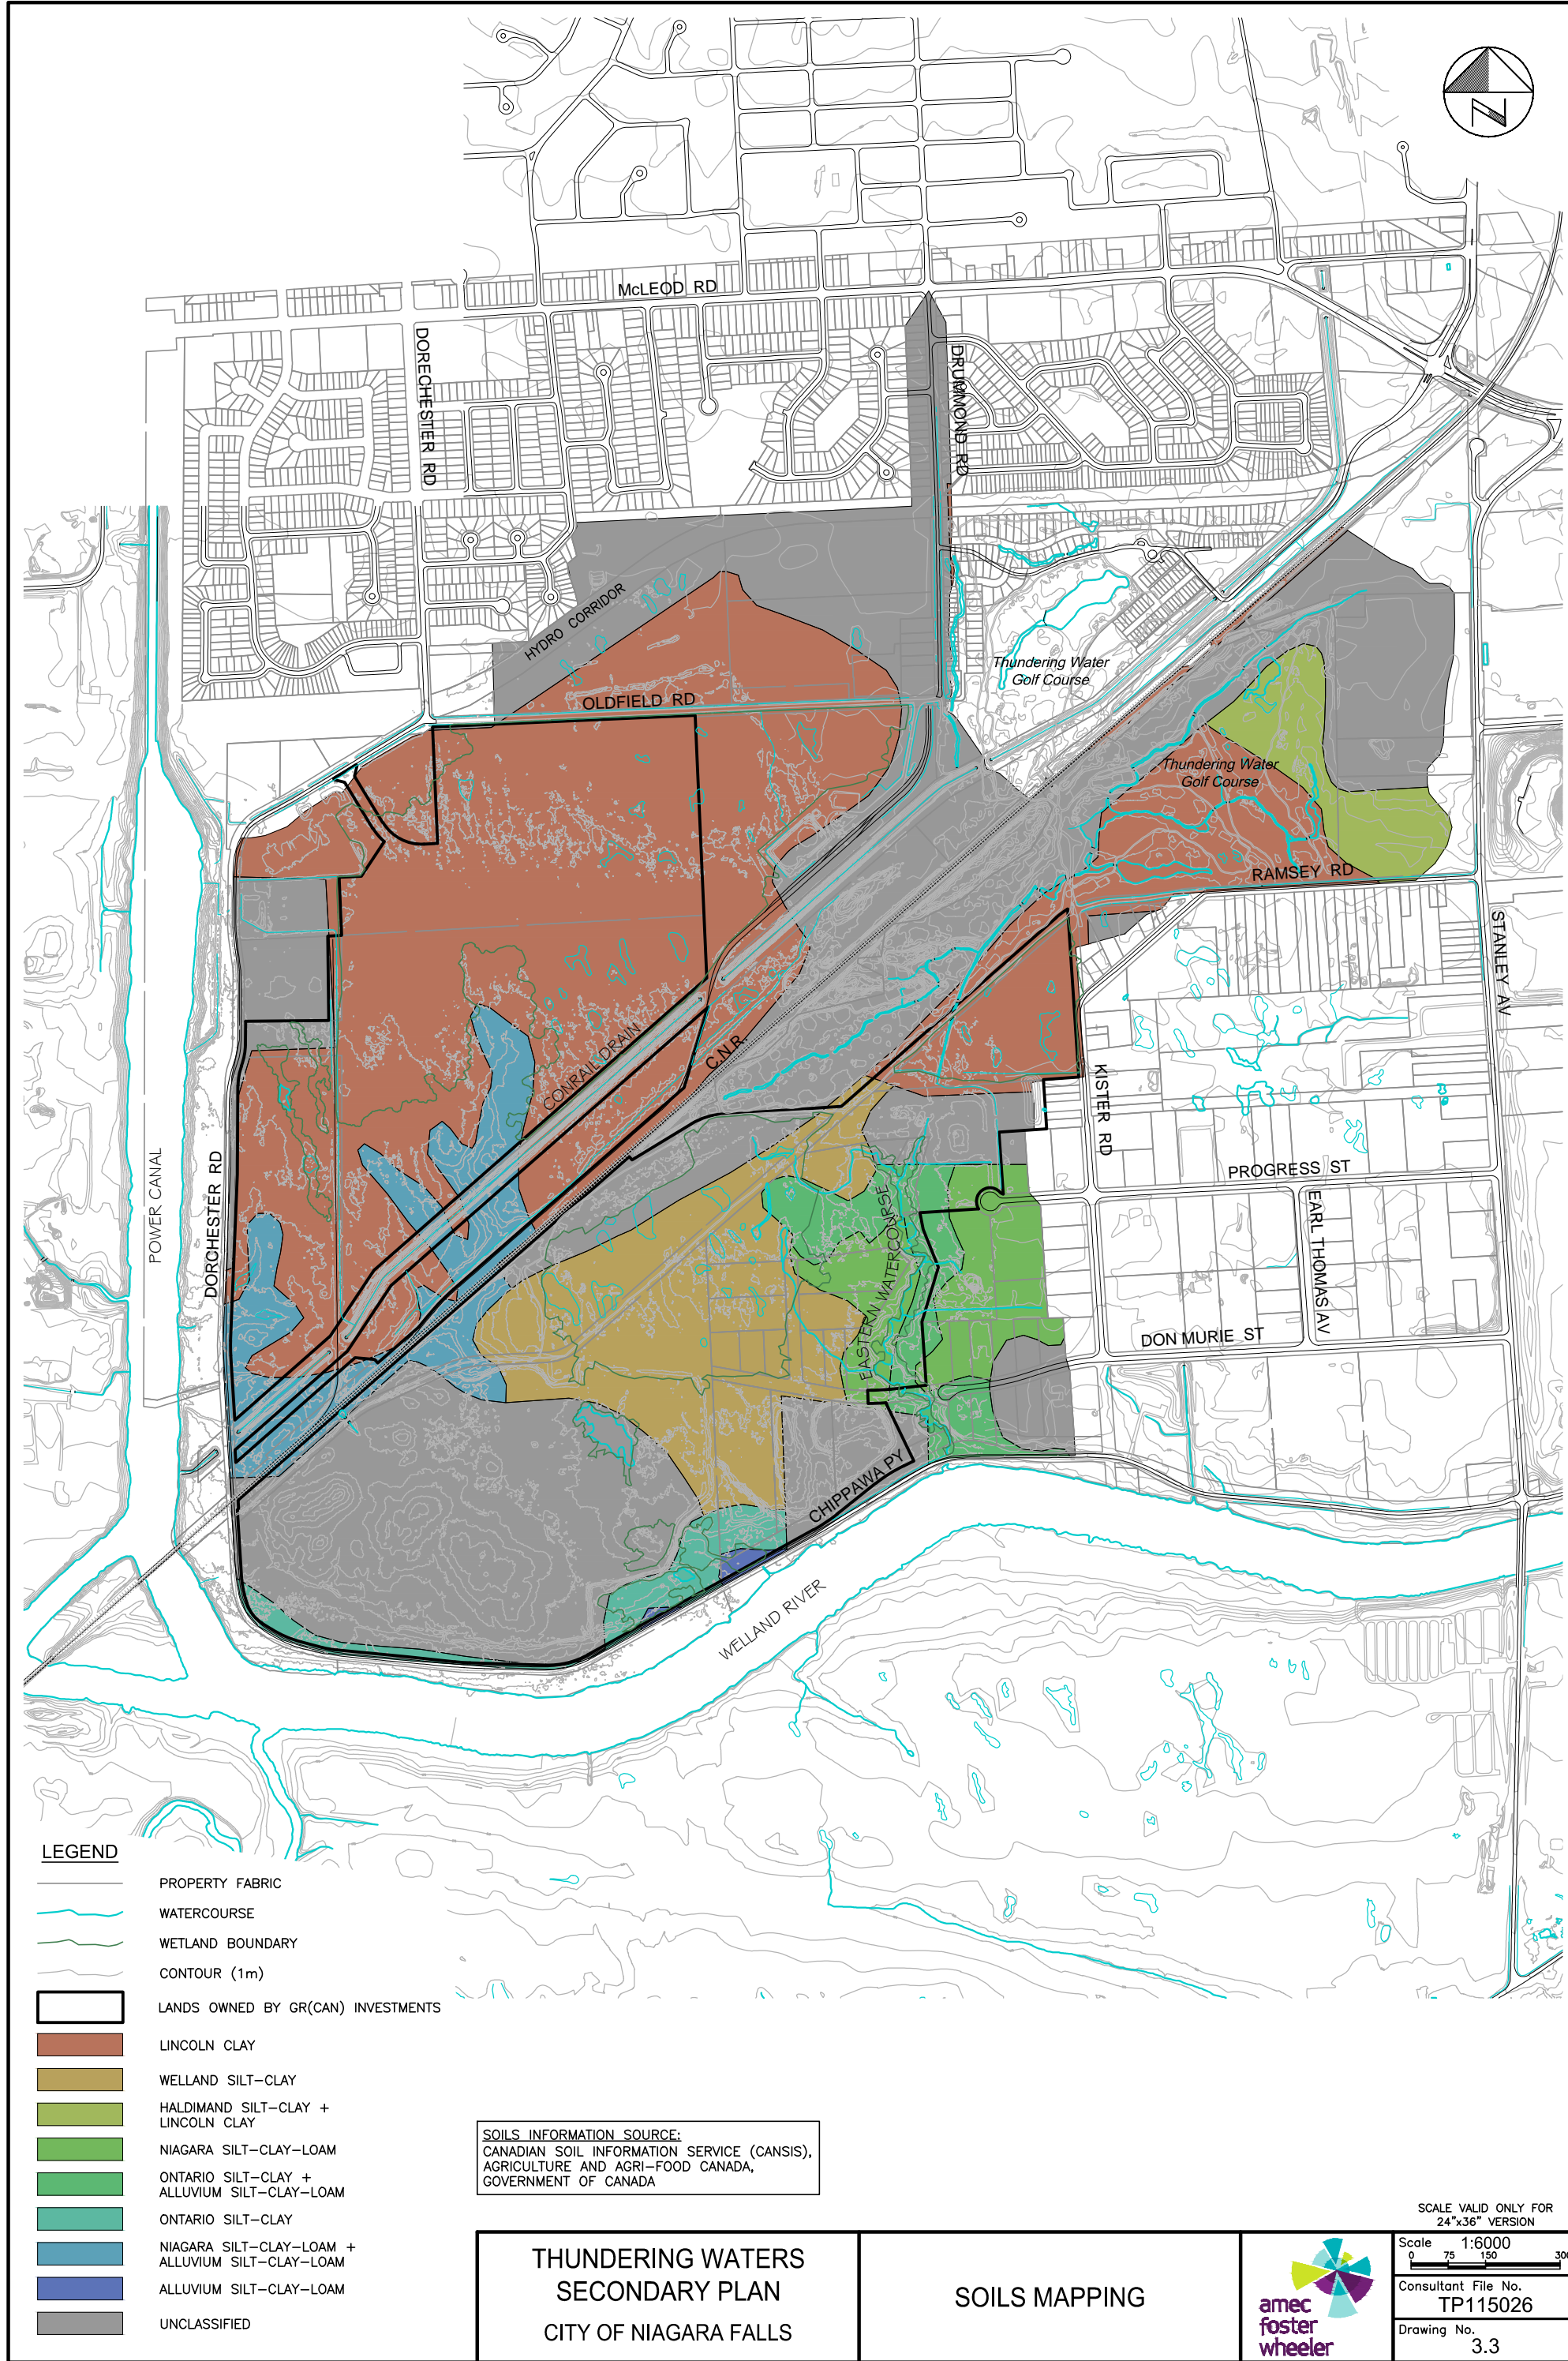 McLEOD RD
DORECHESTER RD
DRUMMOND RD
HYDRO CORRIDOR
Thundering Water
Golf Course
OLDFIELD RD
Thundering Water
Golf Course
RAMSEY RD
STANLEY AV
CONRAIL DRAIN
C.N.R.
KISTER RD
POWER CANAL
DORCHESTER RD
PROGRESS ST
EARL THOMAS AV
EASTERN WATERCOURSE
DON MURIE ST
CHIPPAWA PY
WELLAND RIVER
LEGEND
PROPERTY FABRIC
WATERCOURSE
WETLAND BOUNDARY
CONTOUR (1m)
LANDS OWNED BY GR(CAN) INVESTMENTS
LINCOLN CLAY
WELLAND SILT-CLAY
HALDIMAND SILT-CLAY +
LINCOLN CLAY
NIAGARA SILT-CLAY-LOAM
ONTARIO SILT-CLAY +
ALLUVIUM SILT-CLAY-LOAM
ONTARIO SILT-CLAY
NIAGARA SILT-CLAY-LOAM +
ALLUVIUM SILT-CLAY-LOAM
ALLUVIUM SILT-CLAY-LOAM
UNCLASSIFIED
SOILS INFORMATION SOURCE:
CANADIAN SOIL INFORMATION SERVICE (CANSIS),
AGRICULTURE AND AGRI-FOOD CANADA,
GOVERNMENT OF CANADA
THUNDERING WATERS
SECONDARY PLAN
CITY OF NIAGARA FALLS
SOILS MAPPING
amec
foster
wheeler
SCALE VALID ONLY FOR
24"x36" VERSION
Scale 1:6000
0 75 150 300
Consultant File No.
TP115026
Drawing No.
3.3
N